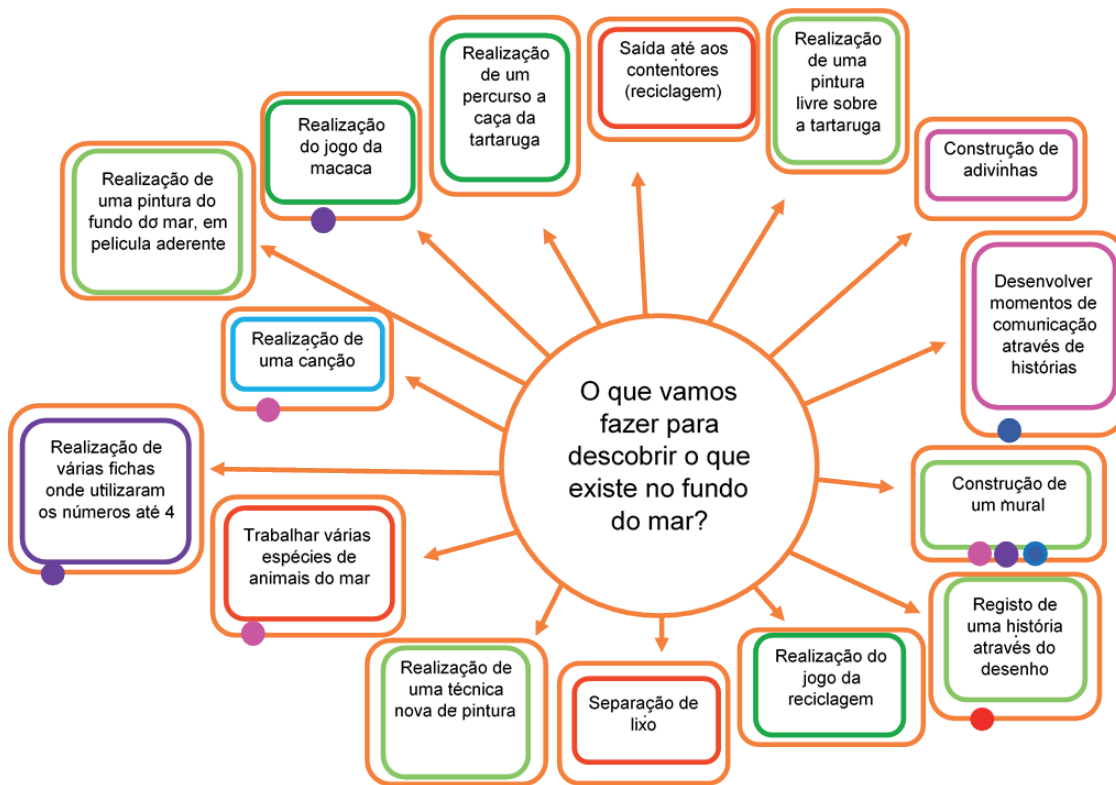 O que vamos
fazer para
descobrir o que
existe no fundo
do mar?
Realização de
uma pintura do
fundo do mar, em
pelicula aderente
Realização
do jogo da
macaca
Realização
de um
percurso a
caça da
tartaruga
Saída até aos
contentores
(reciclagem)
Realização
de uma
pintura
livre sobre
a tartaruga
Construção de
adivinhas
Desenvolver
momentos de
comunicação
através de
histórias
Construção de
um mural
Registo de
uma história
através do
desenho
Realização do
jogo da
reciclagem
Separação de
lixo
Realização de
uma técnica
nova de pintura
Trabalhar várias
espécies de
animais do mar
Realização de
várias fichas
onde utilizaram
os números até 4
Realização de
uma canção